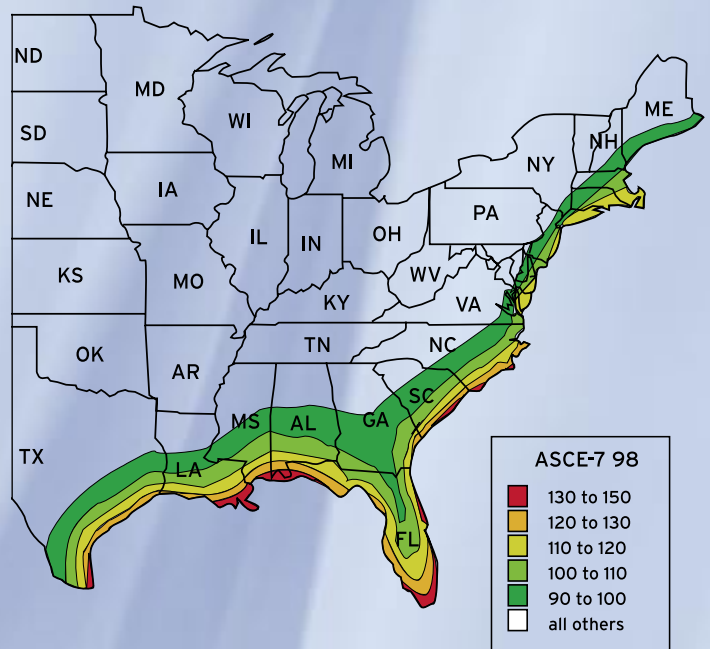 ND
MD
ME
WI
SD
NH
MI
NY
IA
NE
PA
OH
IL
IN
WV
KS
MO
VA
KY
TN
NC
OK
AR
SC
MS
AL
GA
TX
LA
FL
ASCE-7 98
130 to 150
120 to 130
110 to 120
100 to 110
90 to 100
all others